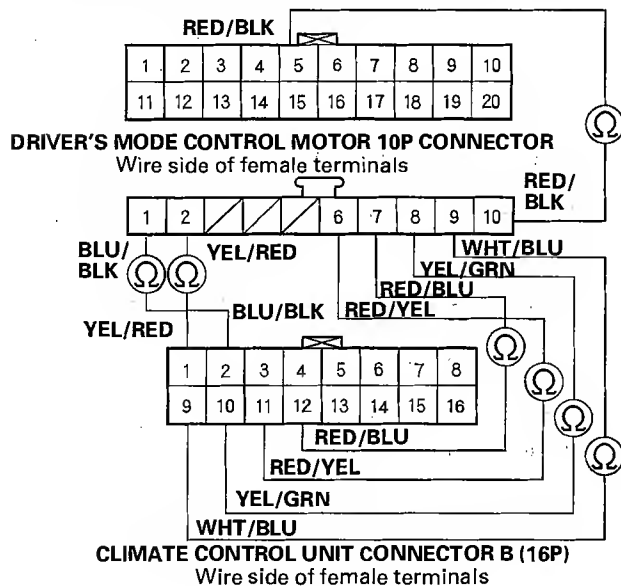 RED/BLK
1 2 3 4 5 6 7 8 9 10
11 12 13 14 15 16 17 18 19 20
Ω
DRIVER'S MODE CONTROL MOTOR 10P CONNECTOR
Wire side of female terminals
RED/
BLK
1 2 6 7 8 9 10
BLU/
BLK
Ω Ω
YEL/RED
WHT/BLU
YEL/GRN
RED/BLU
RED/YEL
BLU/BLK
YEL/RED
Ω
Ω
Ω
Ω
1 2 3 4 5 6 7 8
9 10 11 12 13 14 15 16
RED/BLU
RED/YEL
YEL/GRN
WHT/BLU
CLIMATE CONTROL UNIT CONNECTOR B (16P)
Wire side of female terminals